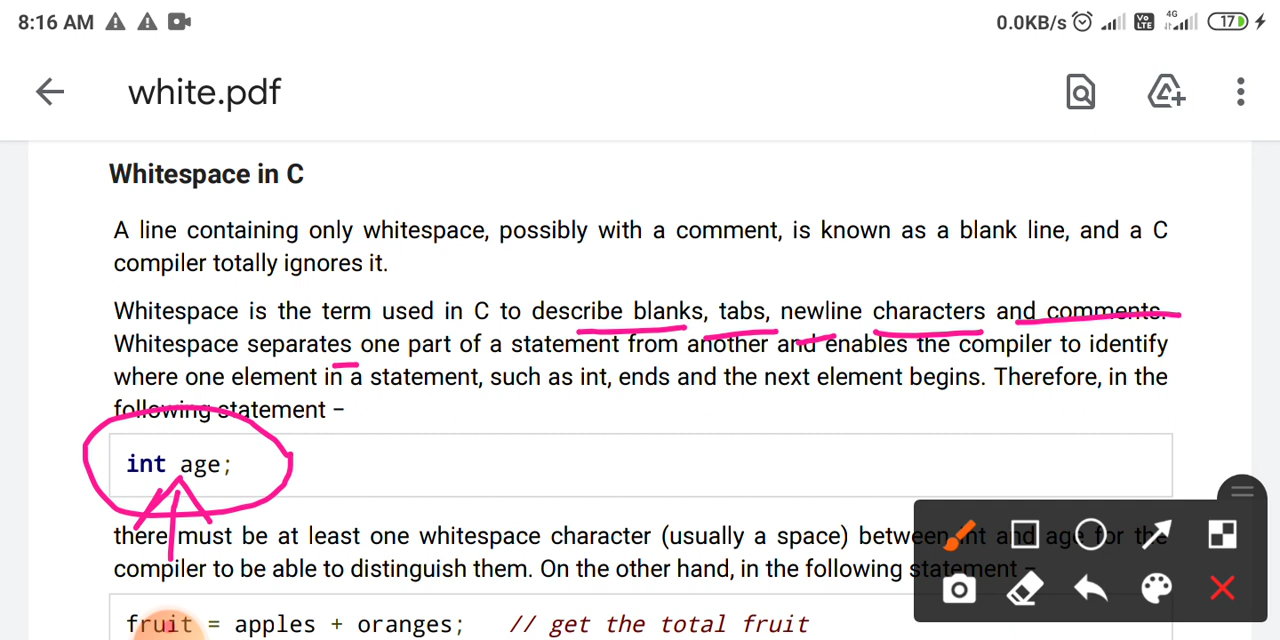 8:16 AM 0.0KB/s Vo LTE 4G 17
white.pdf
Whitespace in C
A line containing only whitespace, possibly with a comment, is known as a blank line, and a C
compiler totally ignores it.
Whitespace is the term used in C to describe blanks, tabs, newline characters and comments.
Whitespace separates one part of a statement from another and enables the compiler to identify
where one element in a statement, such as int, ends and the next element begins. Therefore, in the
following statement −
int age;
there must be at least one whitespace character (usually a space) between int and age for the
compiler to be able to distinguish them. On the other hand, in the following statement −
fruit = apples + oranges; // get the total fruit